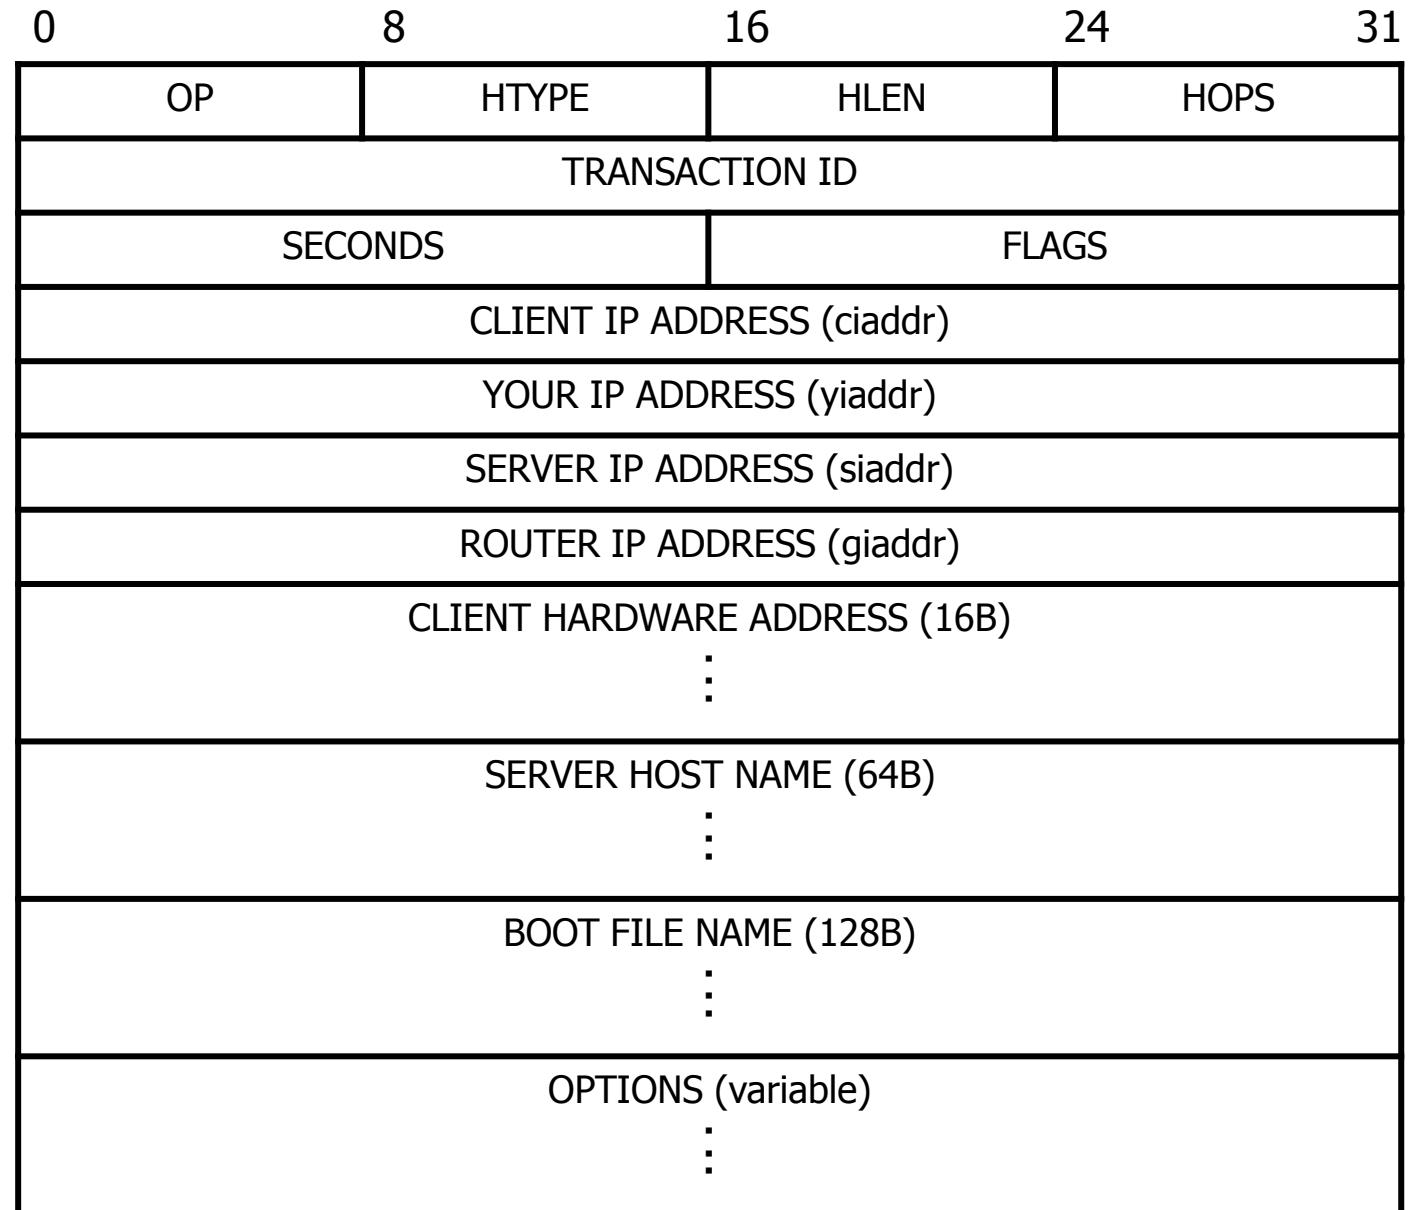 0 8 16 24 31
OP HTYPE HLEN HOPS
TRANSACTION ID
SECONDS FLAGS
CLIENT IP ADDRESS (ciaddr)
YOUR IP ADDRESS (yiaddr)
SERVER IP ADDRESS (siaddr)
ROUTER IP ADDRESS (giaddr)
CLIENT HARDWARE ADDRESS (16B)
SERVER HOST NAME (64B)
BOOT FILE NAME (128B)
OPTIONS (variable)